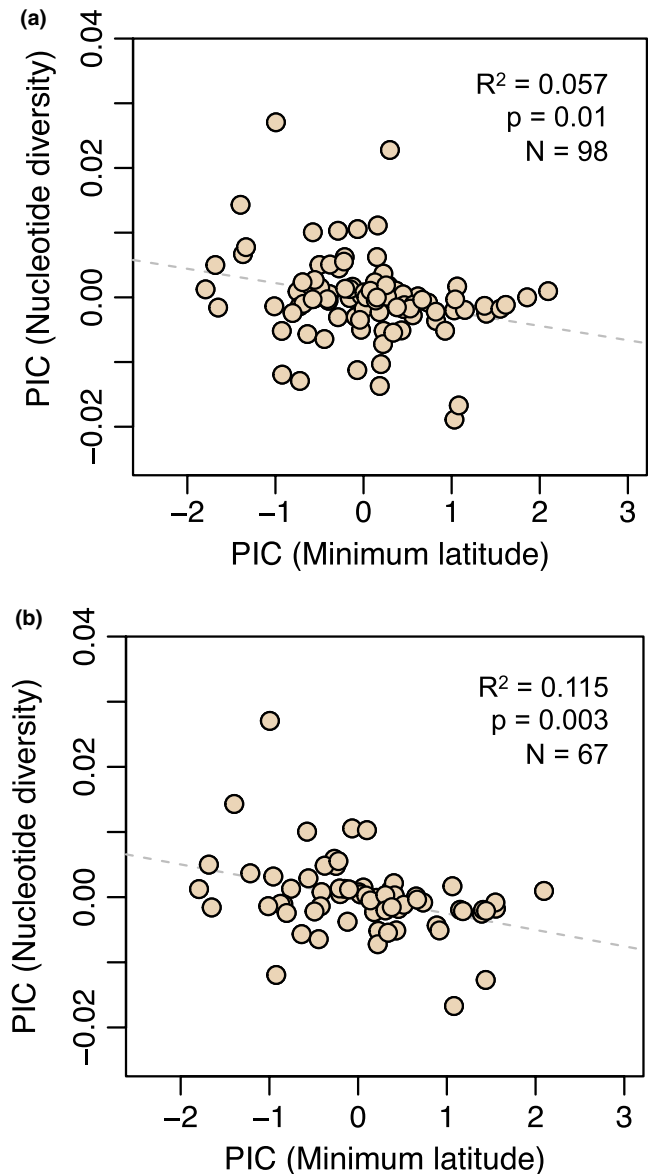 (a)
0.04
0.02
0.00
−0.02
PIC (Nucleotide diversity)
R² = 0.057
p = 0.01
N = 98
−2 −1 0 1 2 3
PIC (Minimum latitude)
(b)
0.04
0.02
0.00
−0.02
PIC (Nucleotide diversity)
R² = 0.115
p = 0.003
N = 67
−2 −1 0 1 2 3
PIC (Minimum latitude)